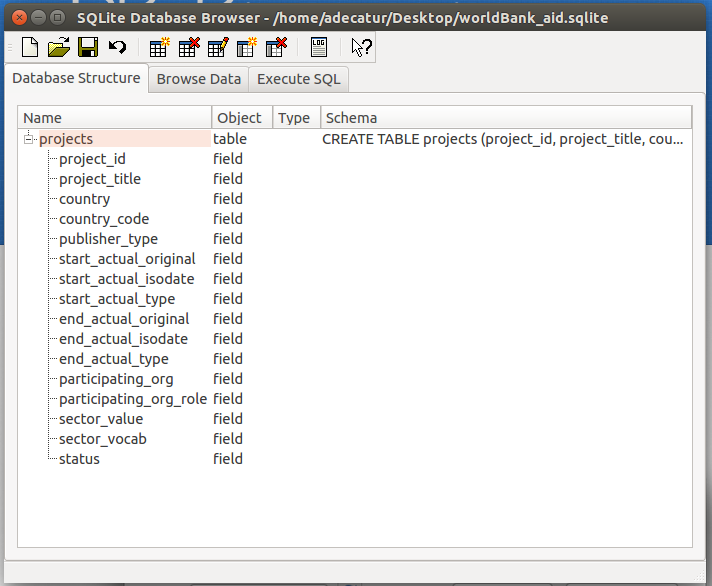 SQLite Database Browser - /home/adecatur/Desktop/worldBank_aid.sqlite
LOG
Database Structure Browse Data Execute SQL
Name Object Type Schema
projects table CREATE TABLE projects (project_id, project_title, cou...
project_id field
project_title field
country field
country_code field
publisher_type field
start_actual_original field
start_actual_isodate field
start_actual_type field
end_actual_original field
end_actual_isodate field
end_actual_type field
participating_org field
participating_org_role field
sector_value field
sector_vocab field
status field